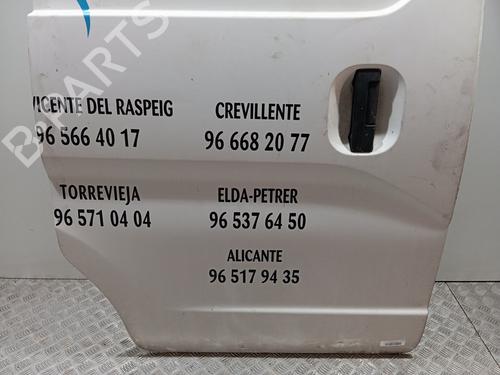 B-PARTS
VICENTE DEL RASPEIG
96 566 40 17
CREVILLENTE
96 668 20 77
TORREVIEJA
96 571 04 04
ELDA-PETRER
96 537 64 50
ALICANTE
96 517 94 35